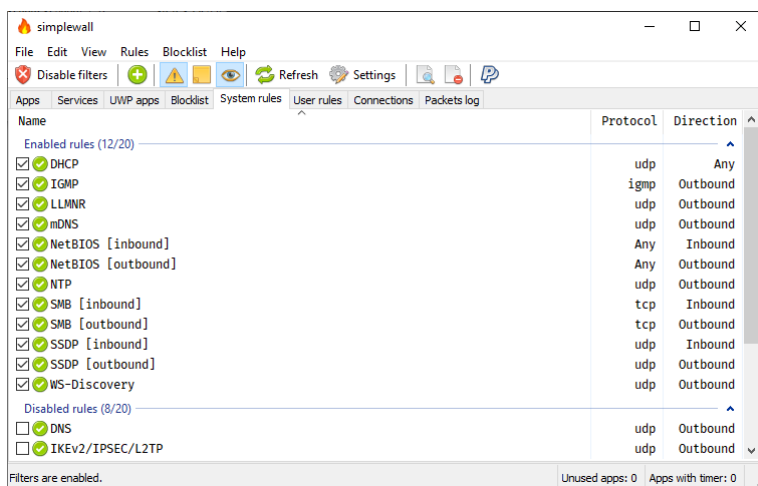 simplewall
File Edit View Rules Blocklist Help
Disable filters Refresh Settings
Apps Services UWP apps Blocklist System rules User rules Connections Packets log
Name Protocol Direction
Enabled rules (12/20)
DHCP udp Any
IGMP igmp Outbound
LLMNR udp Outbound
mDNS udp Outbound
NetBIOS [inbound] Any Inbound
NetBIOS [outbound] Any Outbound
NTP udp Outbound
SMB [inbound] tcp Inbound
SMB [outbound] tcp Outbound
SSDP [inbound] udp Inbound
SSDP [outbound] udp Outbound
WS-Discovery udp Outbound
Disabled rules (8/20)
DNS udp Outbound
IKEv2/IPSEC/L2TP udp Outbound
Filters are enabled. Unused apps: 0 Apps with timer: 0